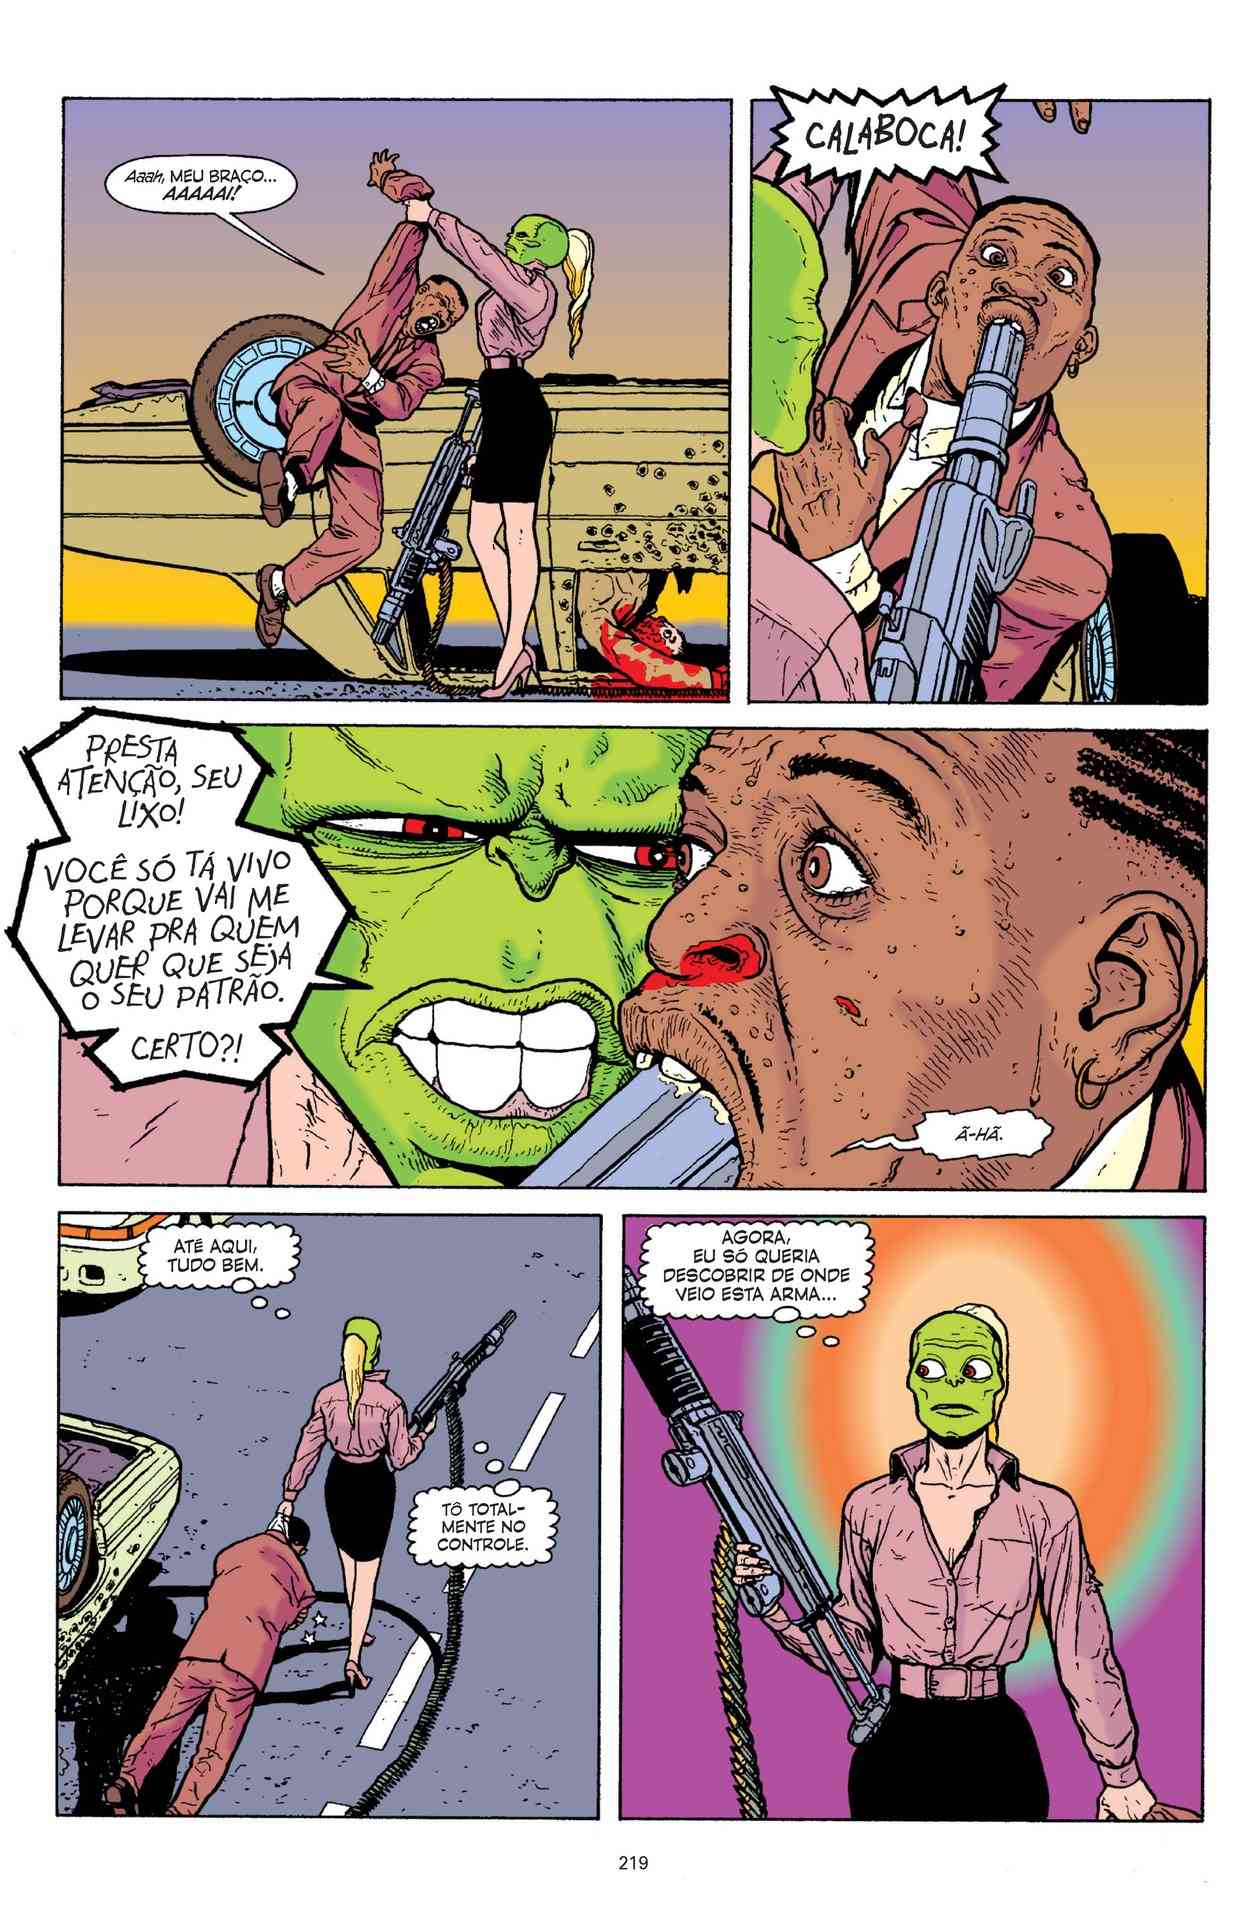 Aaah, MEU BRAÇO...
AAAAAI!
CALABOCA!
PRESTA
ATENÇÃO, SEU
LIXO!
VOCÊ SÓ TÁ VIVO
PORQUE VAI ME
LEVAR PRA QUEM
QUER QUE SEJA
O SEU PATRÃO.
CERTO?!
Ã-HÃ.
ATÉ AQUI,
TUDO BEM.
TÔ TOTAL-
MENTE NO
CONTROLE.
AGORA,
EU SÓ QUERIA
DESCOBRIR DE ONDE
VEIO ESTA ARMA...
219